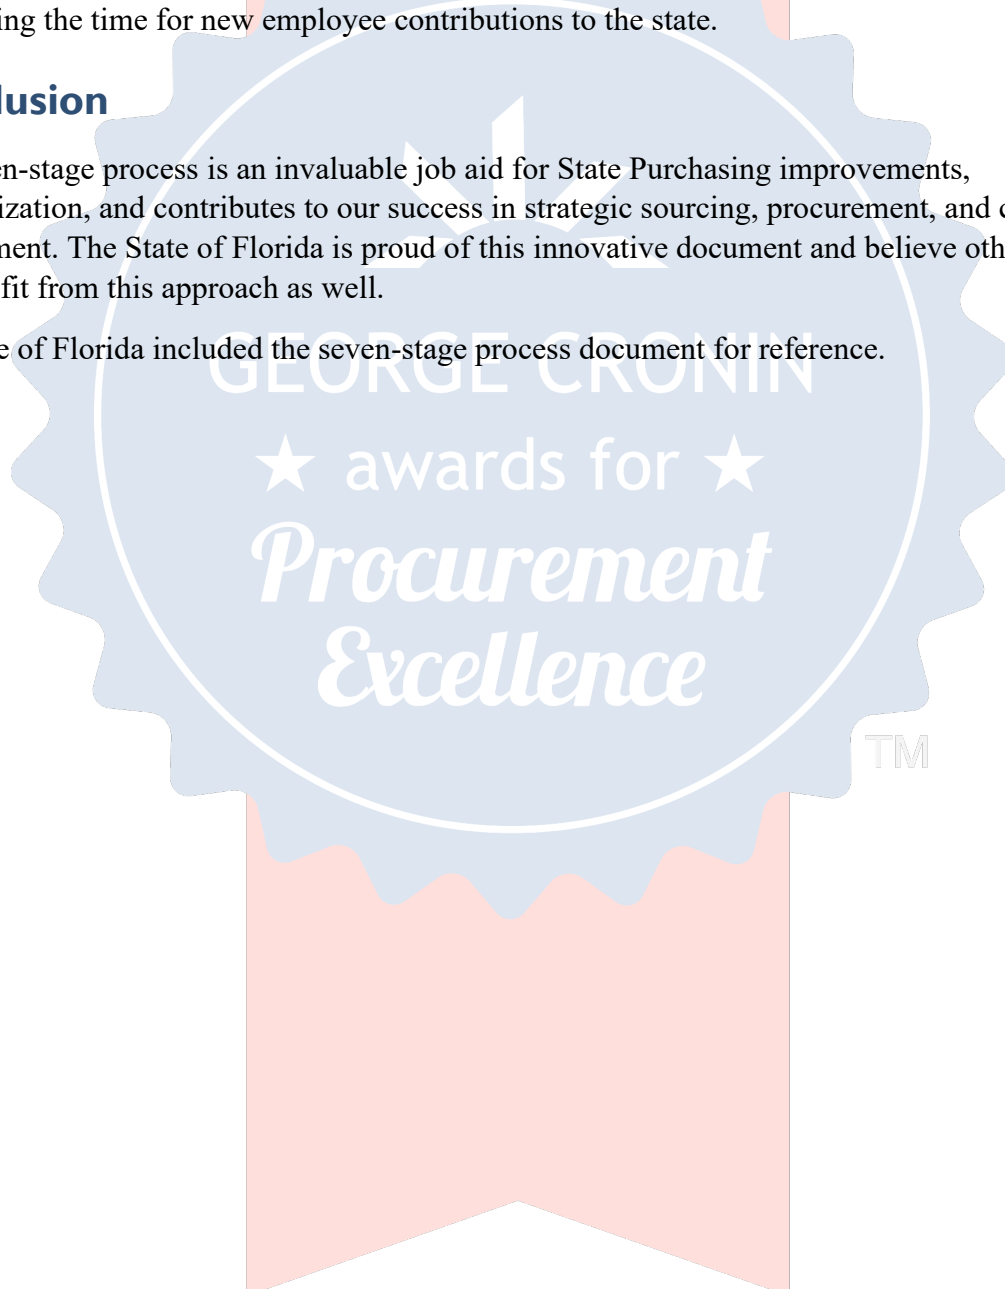 ing the time for new employee contributions to the state.
lusion
en-stage process is an invaluable job aid for State Purchasing improvements,
ization, and contributes to our success in strategic sourcing, procurement, and c
ment. The State of Florida is proud of this innovative document and believe oth
fit from this approach as well.
e of Florida included the seven-stage process document for reference.
GEORGE CRONIN
★ awards for ★
Procurement
Excellence
TM